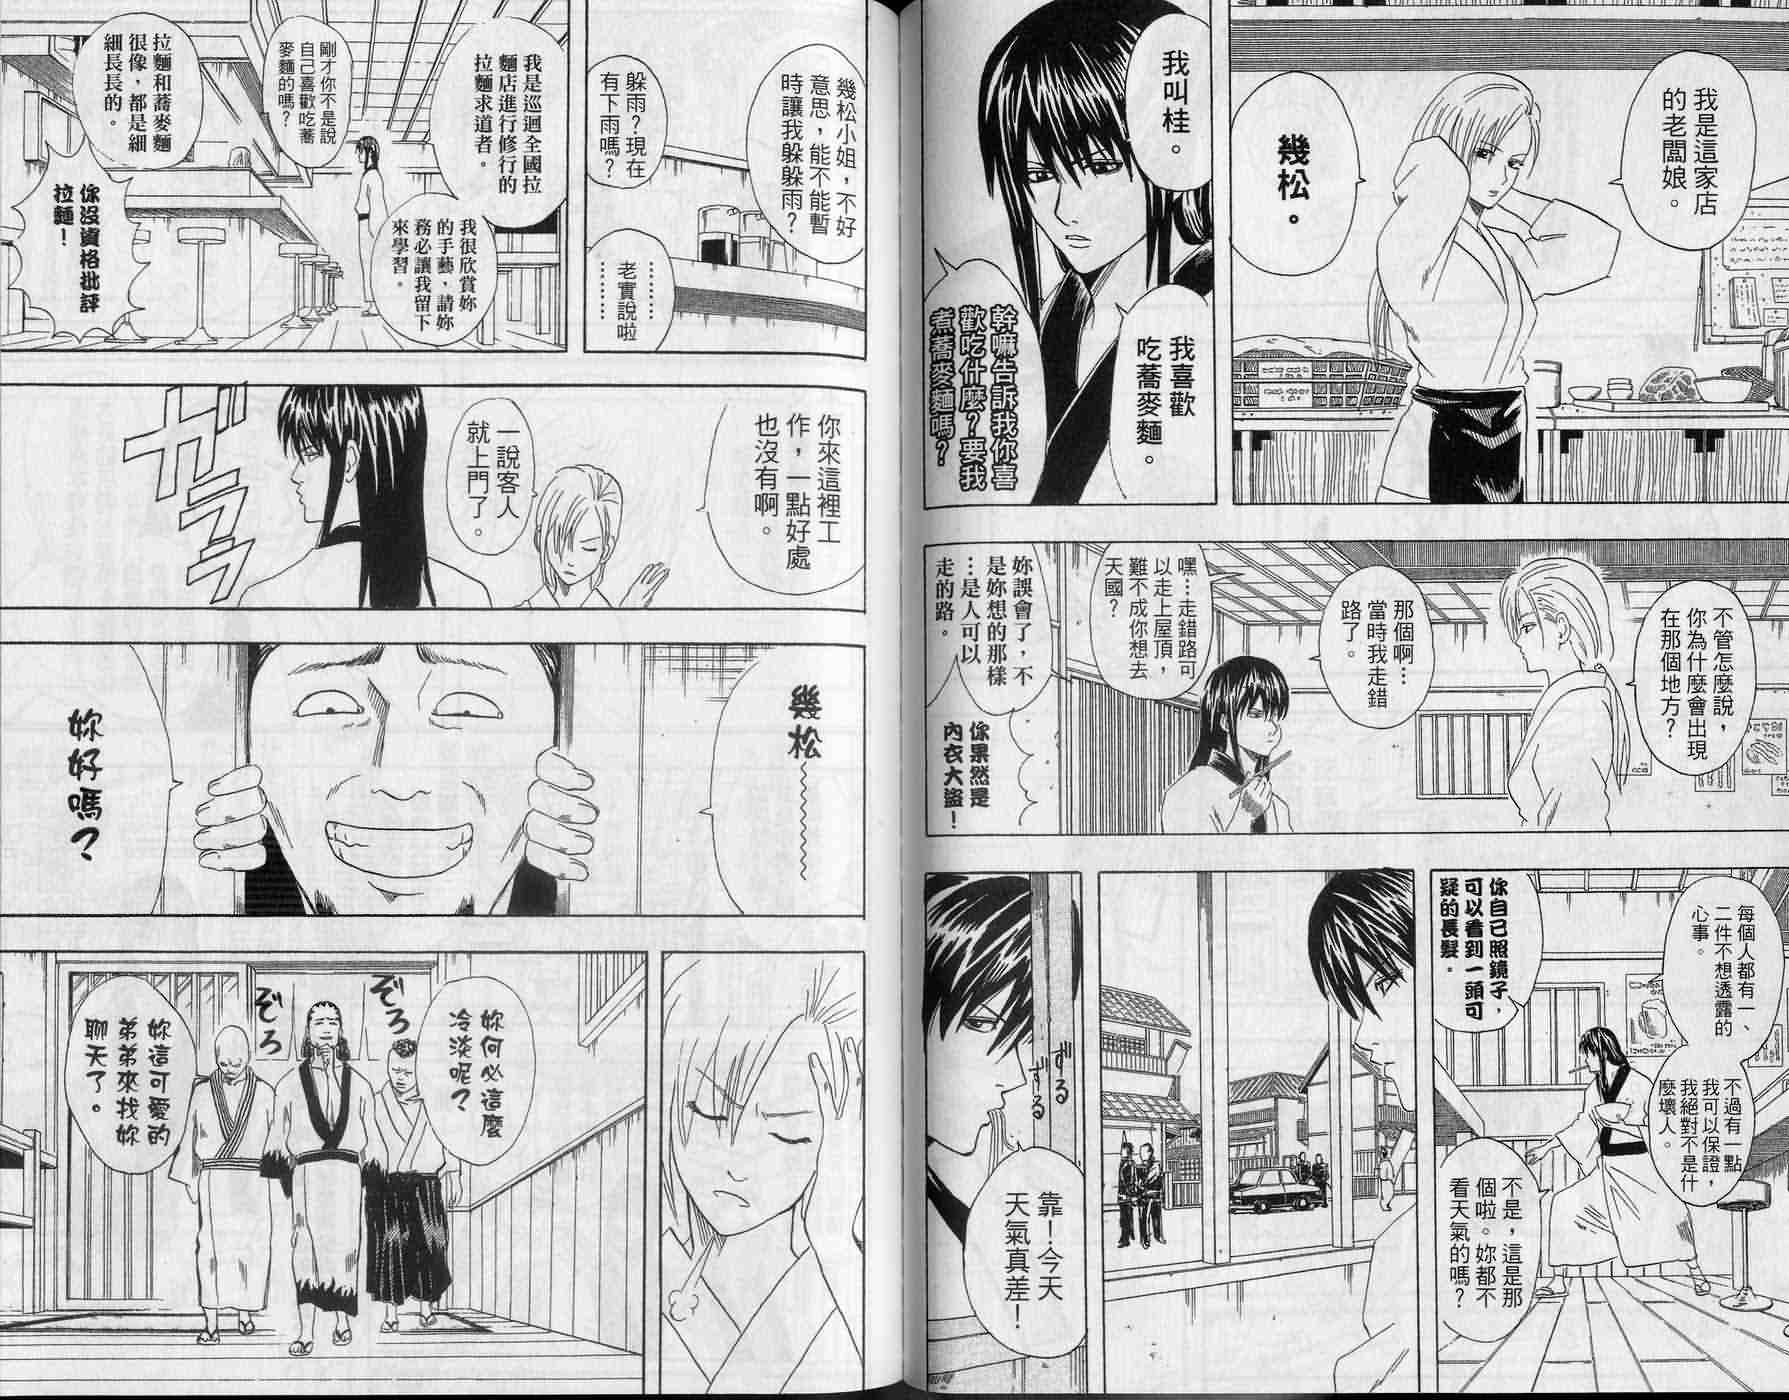 我是這家店
的老闆娘。
幾松。
我叫桂。
我喜歡
吃蕎麥麵。
幹嘛告訴我你喜
歡吃什麼？要我
煮蕎麥麵嗎？
不管怎麼說，
你為什麼會出現
在那個地方？
那個啊…
當時我走錯
路了。
嘿…走錯路可
以走上屋頂，
難不成你想去
天國？
妳誤會了，不
是妳想的那樣
…是人可以
走的路。
你果然是
內衣大盜！
每個人都有一、
二件不想透露的
心事。
不過有一點
我可以保證，
我絕對不是什
麼壞人。
你自己照鏡子，
可以看到一頭可
疑的長髮。
不是，這是那
個啦。妳都不
看天氣的嗎？
ずる
ずる
靠！今天
天氣真差！
幾松小姐，不好
意思，能不能暫
時讓我躲躲雨？
躲雨？現在
有下雨嗎？
………
老實說啦
………
我是巡迴全國拉
麵店進行修行的
拉麵求道者。
我很欣賞妳
的手藝，請妳
務必讓我留下
來學習。
剛才你不是說
自己喜歡吃蕎
麥麵的嗎？
拉麵和蕎麥麵
很像，都是細
細長長的。
你沒資格批評
拉麵！
你來這裡工
作，一點好處
也沒有啊。
一說客人
就上門了。
ガララ
幾松～～
妳好嗎？
妳何必這麼
冷淡呢？
ぞろ
ぞろ
妳這可愛的
弟弟來找妳
聊天了。